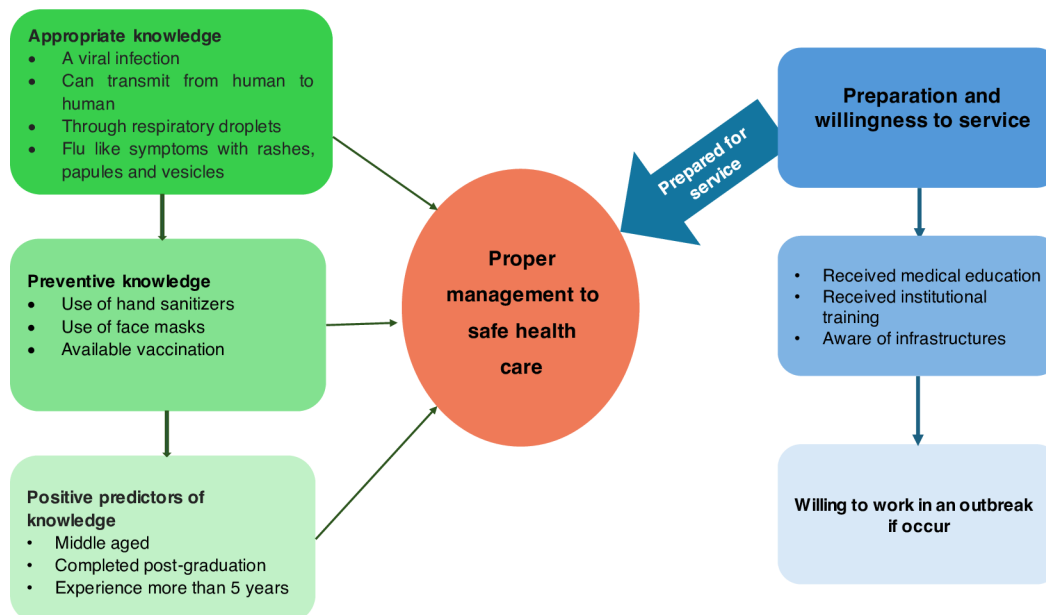 Appropriate knowledge
• A viral infection
• Can transmit from human to
human
• Through respiratory droplets
• Flu like symptoms with rashes,
papules and vesicles
Preventive knowledge
• Use of hand sanitizers
• Use of face masks
• Available vaccination
Positive predictors of
knowledge
• Middle aged
• Completed post-graduation
• Experience more than 5 years
Proper
management to
safe health
care
Prepared for
service
Preparation and
willingness to service
• Received medical education
• Received institutional
training
• Aware of infrastructures
Willing to work in an outbreak
if occur